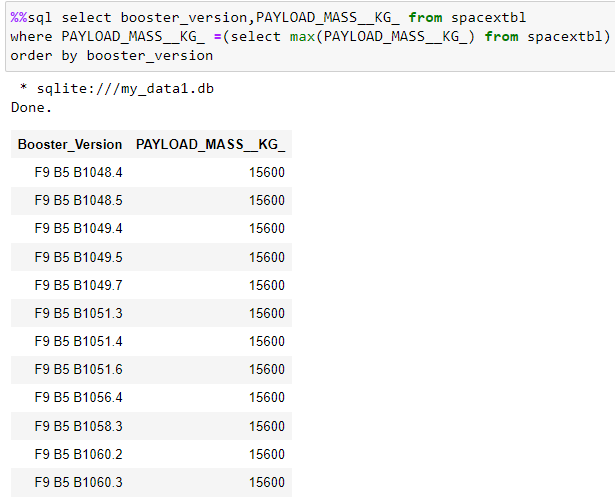 %%sql select booster_version,PAYLOAD_MASS__KG_ from spacextbl
where PAYLOAD_MASS__KG_ =(select max(PAYLOAD_MASS__KG_) from spacextbl)
order by booster_version
* sqlite:///my_data1.db
Done.
Booster_Version PAYLOAD_MASS__KG_
F9 B5 B1048.4 15600
F9 B5 B1048.5 15600
F9 B5 B1049.4 15600
F9 B5 B1049.5 15600
F9 B5 B1049.7 15600
F9 B5 B1051.3 15600
F9 B5 B1051.4 15600
F9 B5 B1051.6 15600
F9 B5 B1056.4 15600
F9 B5 B1058.3 15600
F9 B5 B1060.2 15600
F9 B5 B1060.3 15600